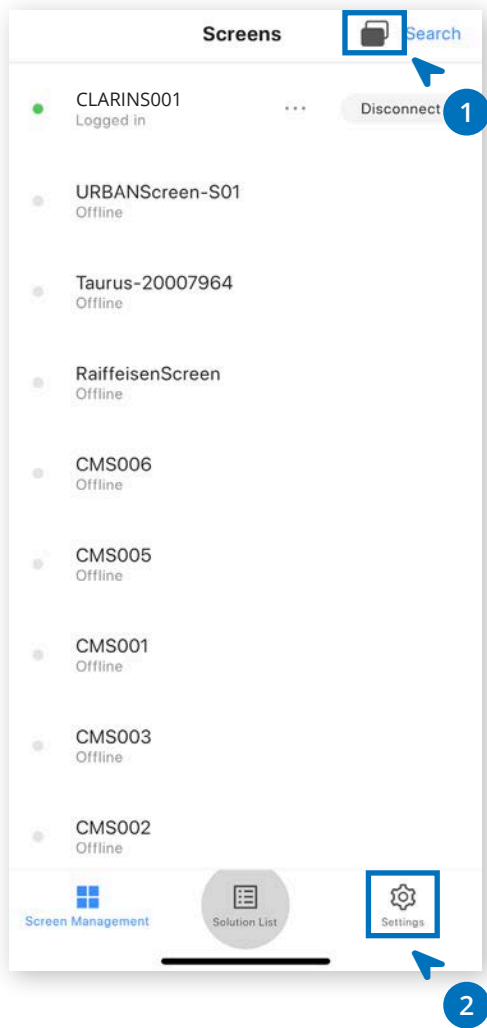 Screens
Search
CLARINS001
Logged in
...
Disconnect
1
URBANScreen-S01
Offline
Taurus-20007964
Offline
RaiffeisenScreen
Offline
CMS006
Offline
CMS005
Offline
CMS001
Offline
CMS003
Offline
CMS002
Offline
Screen Management
Solution List
Settings
2